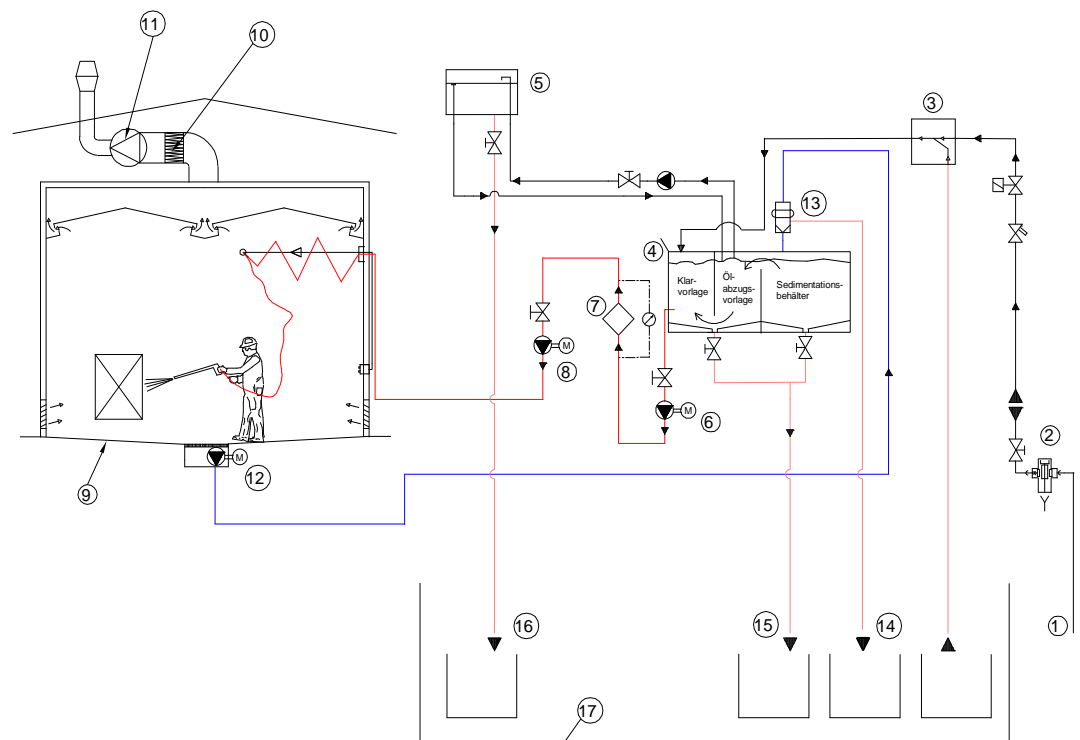 11
10
5
3
13
4
Klar-
vorlage
Öl-
abzugs-
vorlage
Sedimentations-
behälter
7
M
8
M
6
2
M
12
9
16
15
14
1
17